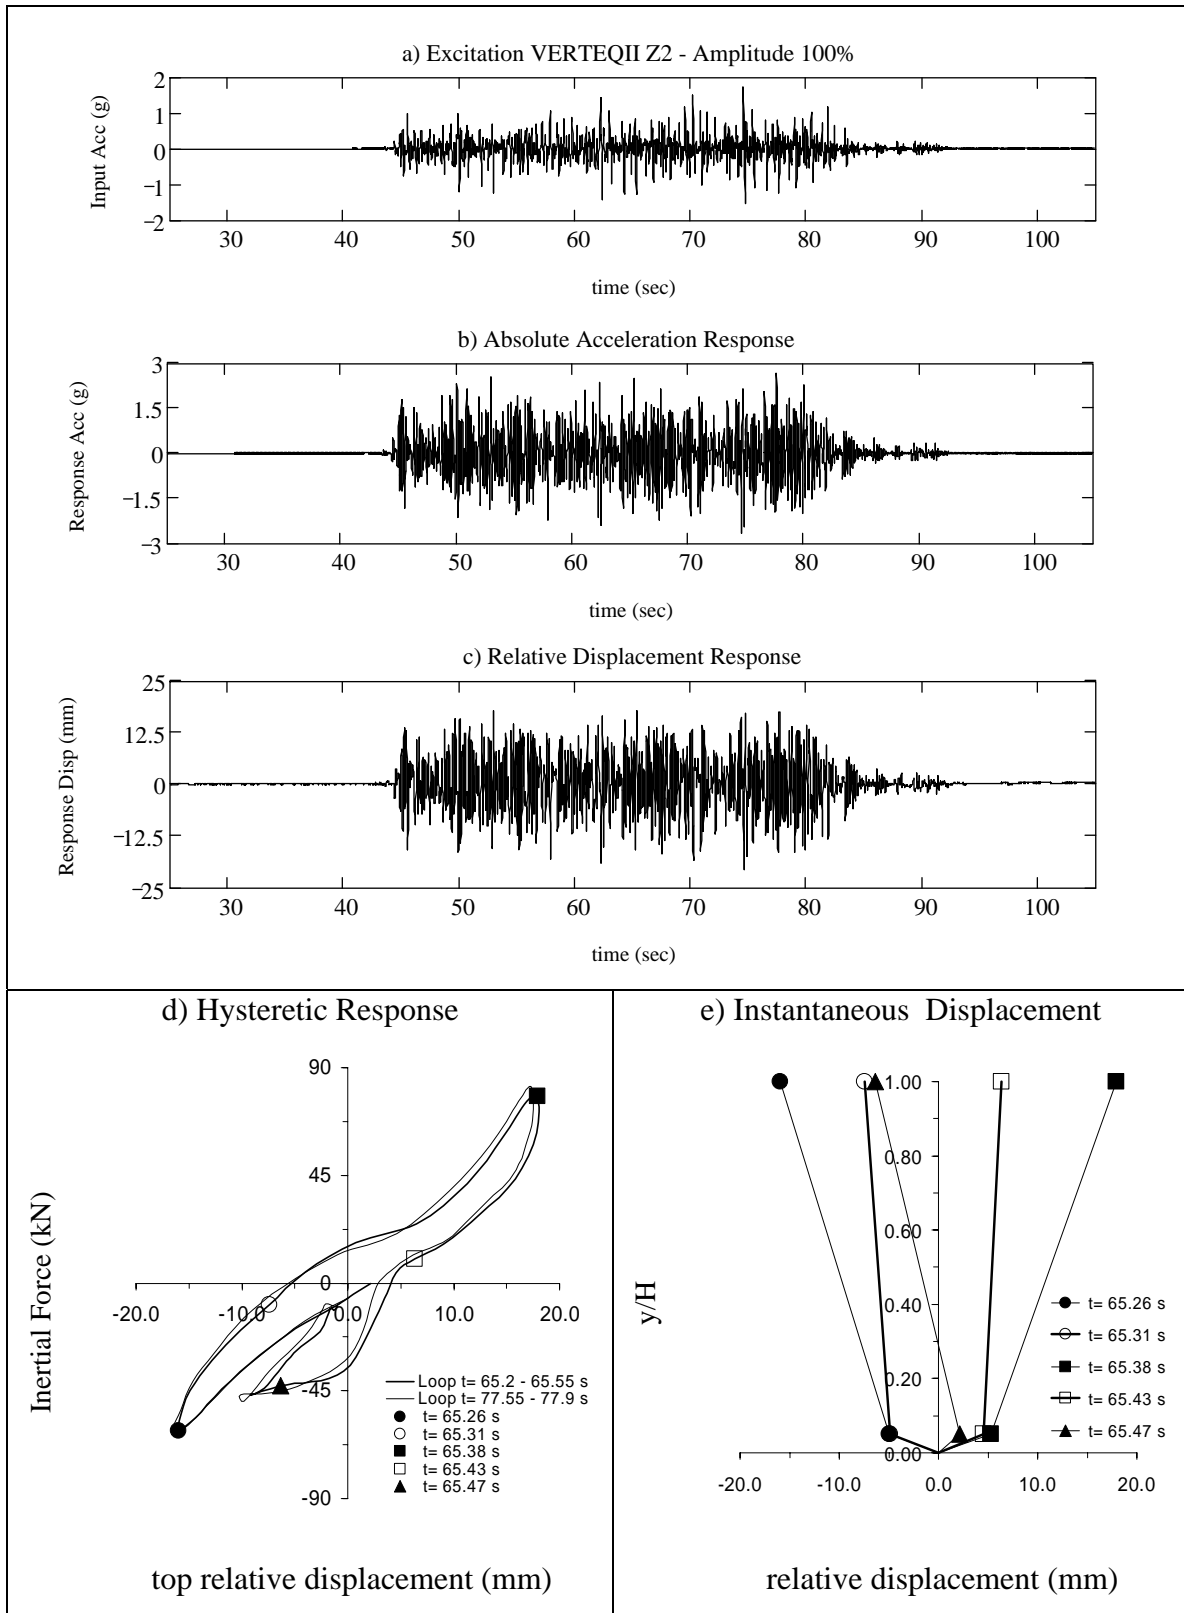 a) Excitation VERTEQII Z2 - Amplitude 100%
Input Acc (g)
2
1
0
−1
−2
30 40 50 60 70 80 90 100
time (sec)
b) Absolute Acceleration Response
Response Acc (g)
3
1.5
0
−1.5
−3
30 40 50 60 70 80 90 100
time (sec)
c) Relative Displacement Response
Response Disp (mm)
25
12.5
0
−12.5
−25
30 40 50 60 70 80 90 100
time (sec)
d) Hysteretic Response
Inertial Force (kN)
90
45
0
-45
-90
-20.0 -10.0 0.0 10.0 20.0
Loop t= 65.2 - 65.55 s
Loop t= 77.55 - 77.9 s
t= 65.26 s
t= 65.31 s
t= 65.38 s
t= 65.43 s
t= 65.47 s
top relative displacement (mm)
e) Instantaneous Displacement
y/H
1.00
0.80
0.60
0.40
0.20
0.00
-20.0 -10.0 0.0 10.0 20.0
t= 65.26 s
t= 65.31 s
t= 65.38 s
t= 65.43 s
t= 65.47 s
relative displacement (mm)